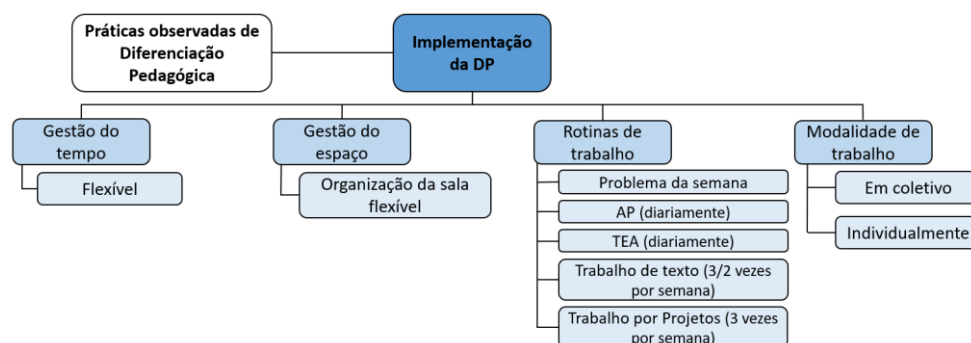 Práticas observadas de
Diferenciação
Pedagógica
Implementação
da DP
Gestão do
tempo
Flexível
Gestão do
espaço
Organização da sala
flexível
Rotinas de
trabalho
Problema da semana
AP (diariamente)
TEA (diariamente)
Trabalho de texto (3/2 vezes
por semana)
Trabalho por Projetos (3 vezes
por semana)
Modalidade de
trabalho
Em coletivo
Individualmente